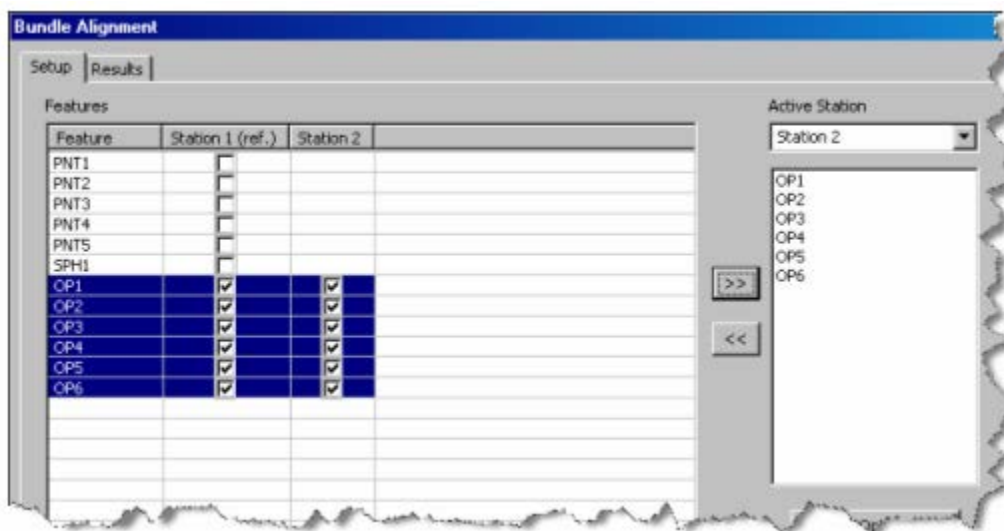 Bundle Alignment
Setup Results
Features
Feature Station 1 (ref.) Station 2
PNT1
PNT2
PNT3
PNT4
PNT5
SPH1
OP1
OP2
OP3
OP4
OP5
OP6
>>
<<
Active Station
Station 2
OP1
OP2
OP3
OP4
OP5
OP6